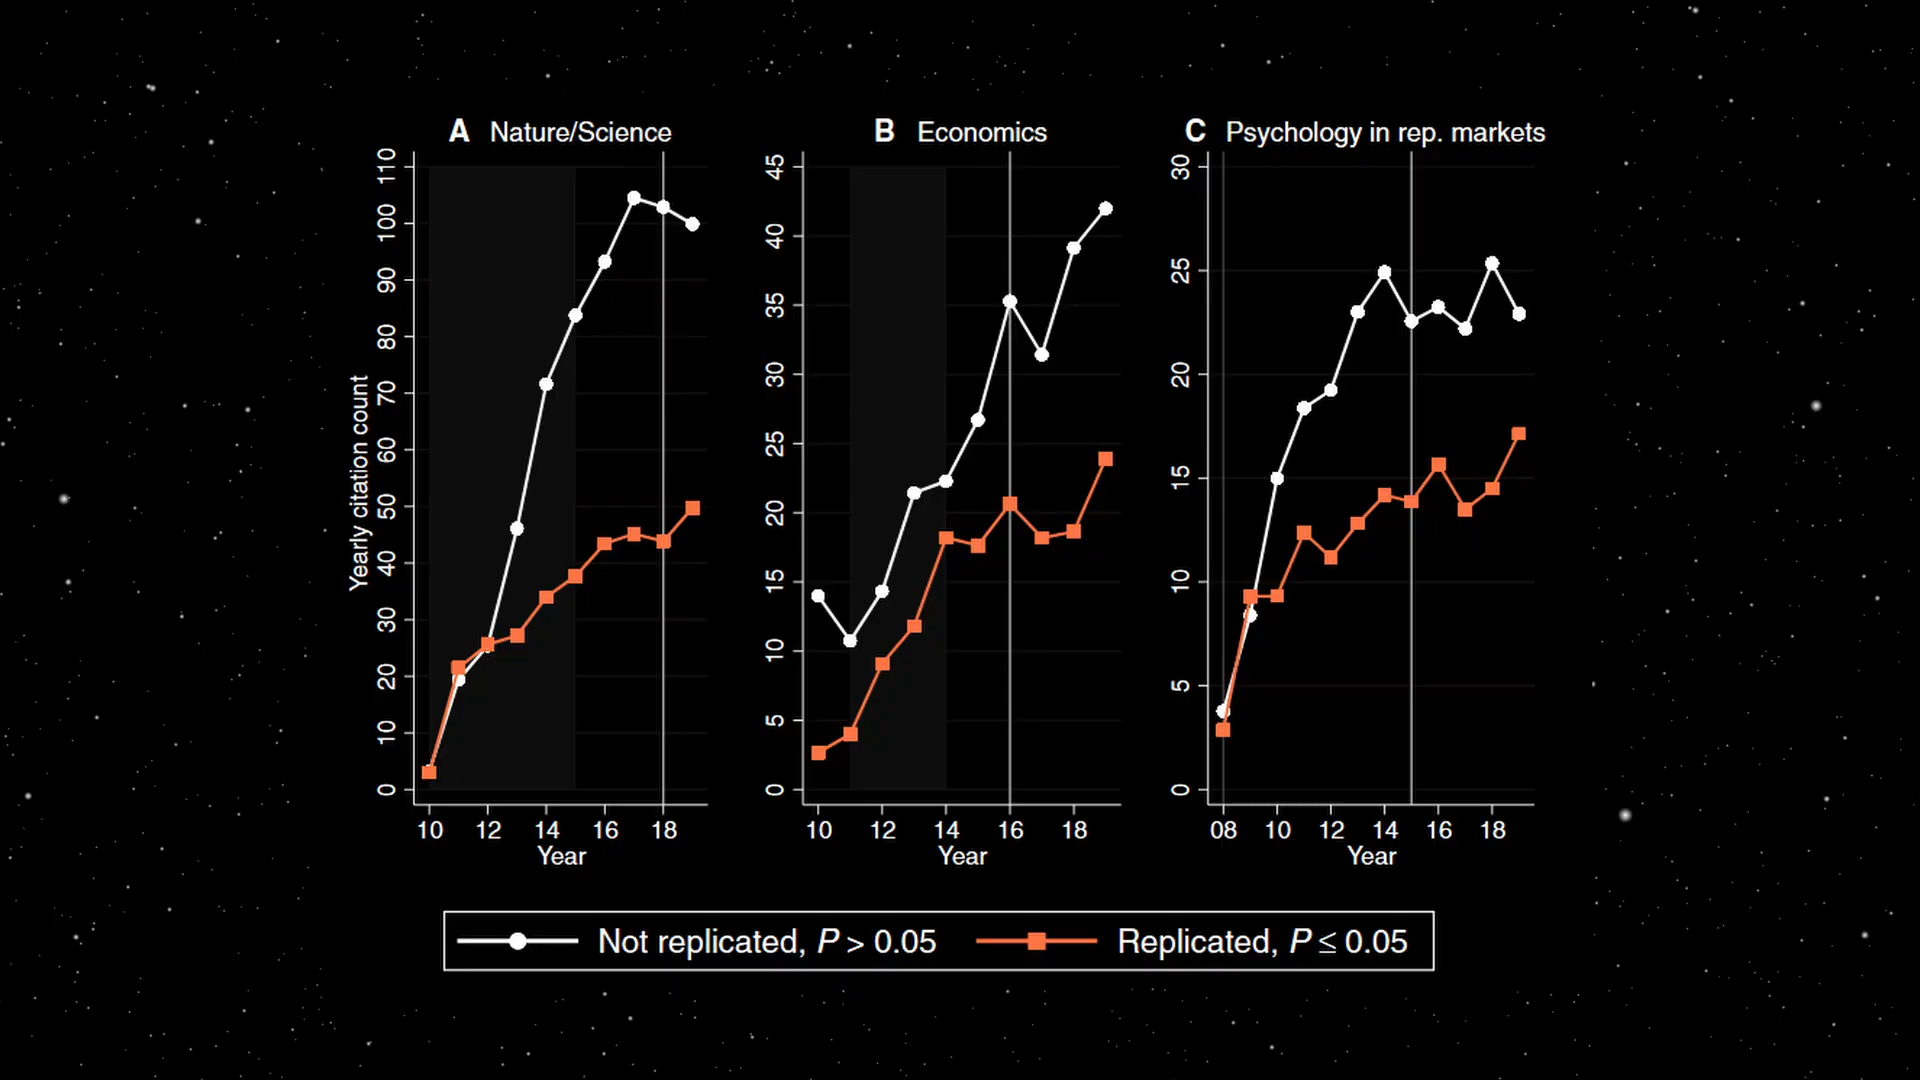 A Nature/Science
B Economics
C Psychology in rep. markets
Yearly citation count
110
100
90
80
70
60
50
40
30
20
10
0
10 12 14 16 18
Year
45
40
35
30
25
20
15
10
5
0
10 12 14 16 18
Year
30
25
20
15
10
5
0
08 10 12 14 16 18
Year
Not replicated, P > 0.05
Replicated, P ≤ 0.05